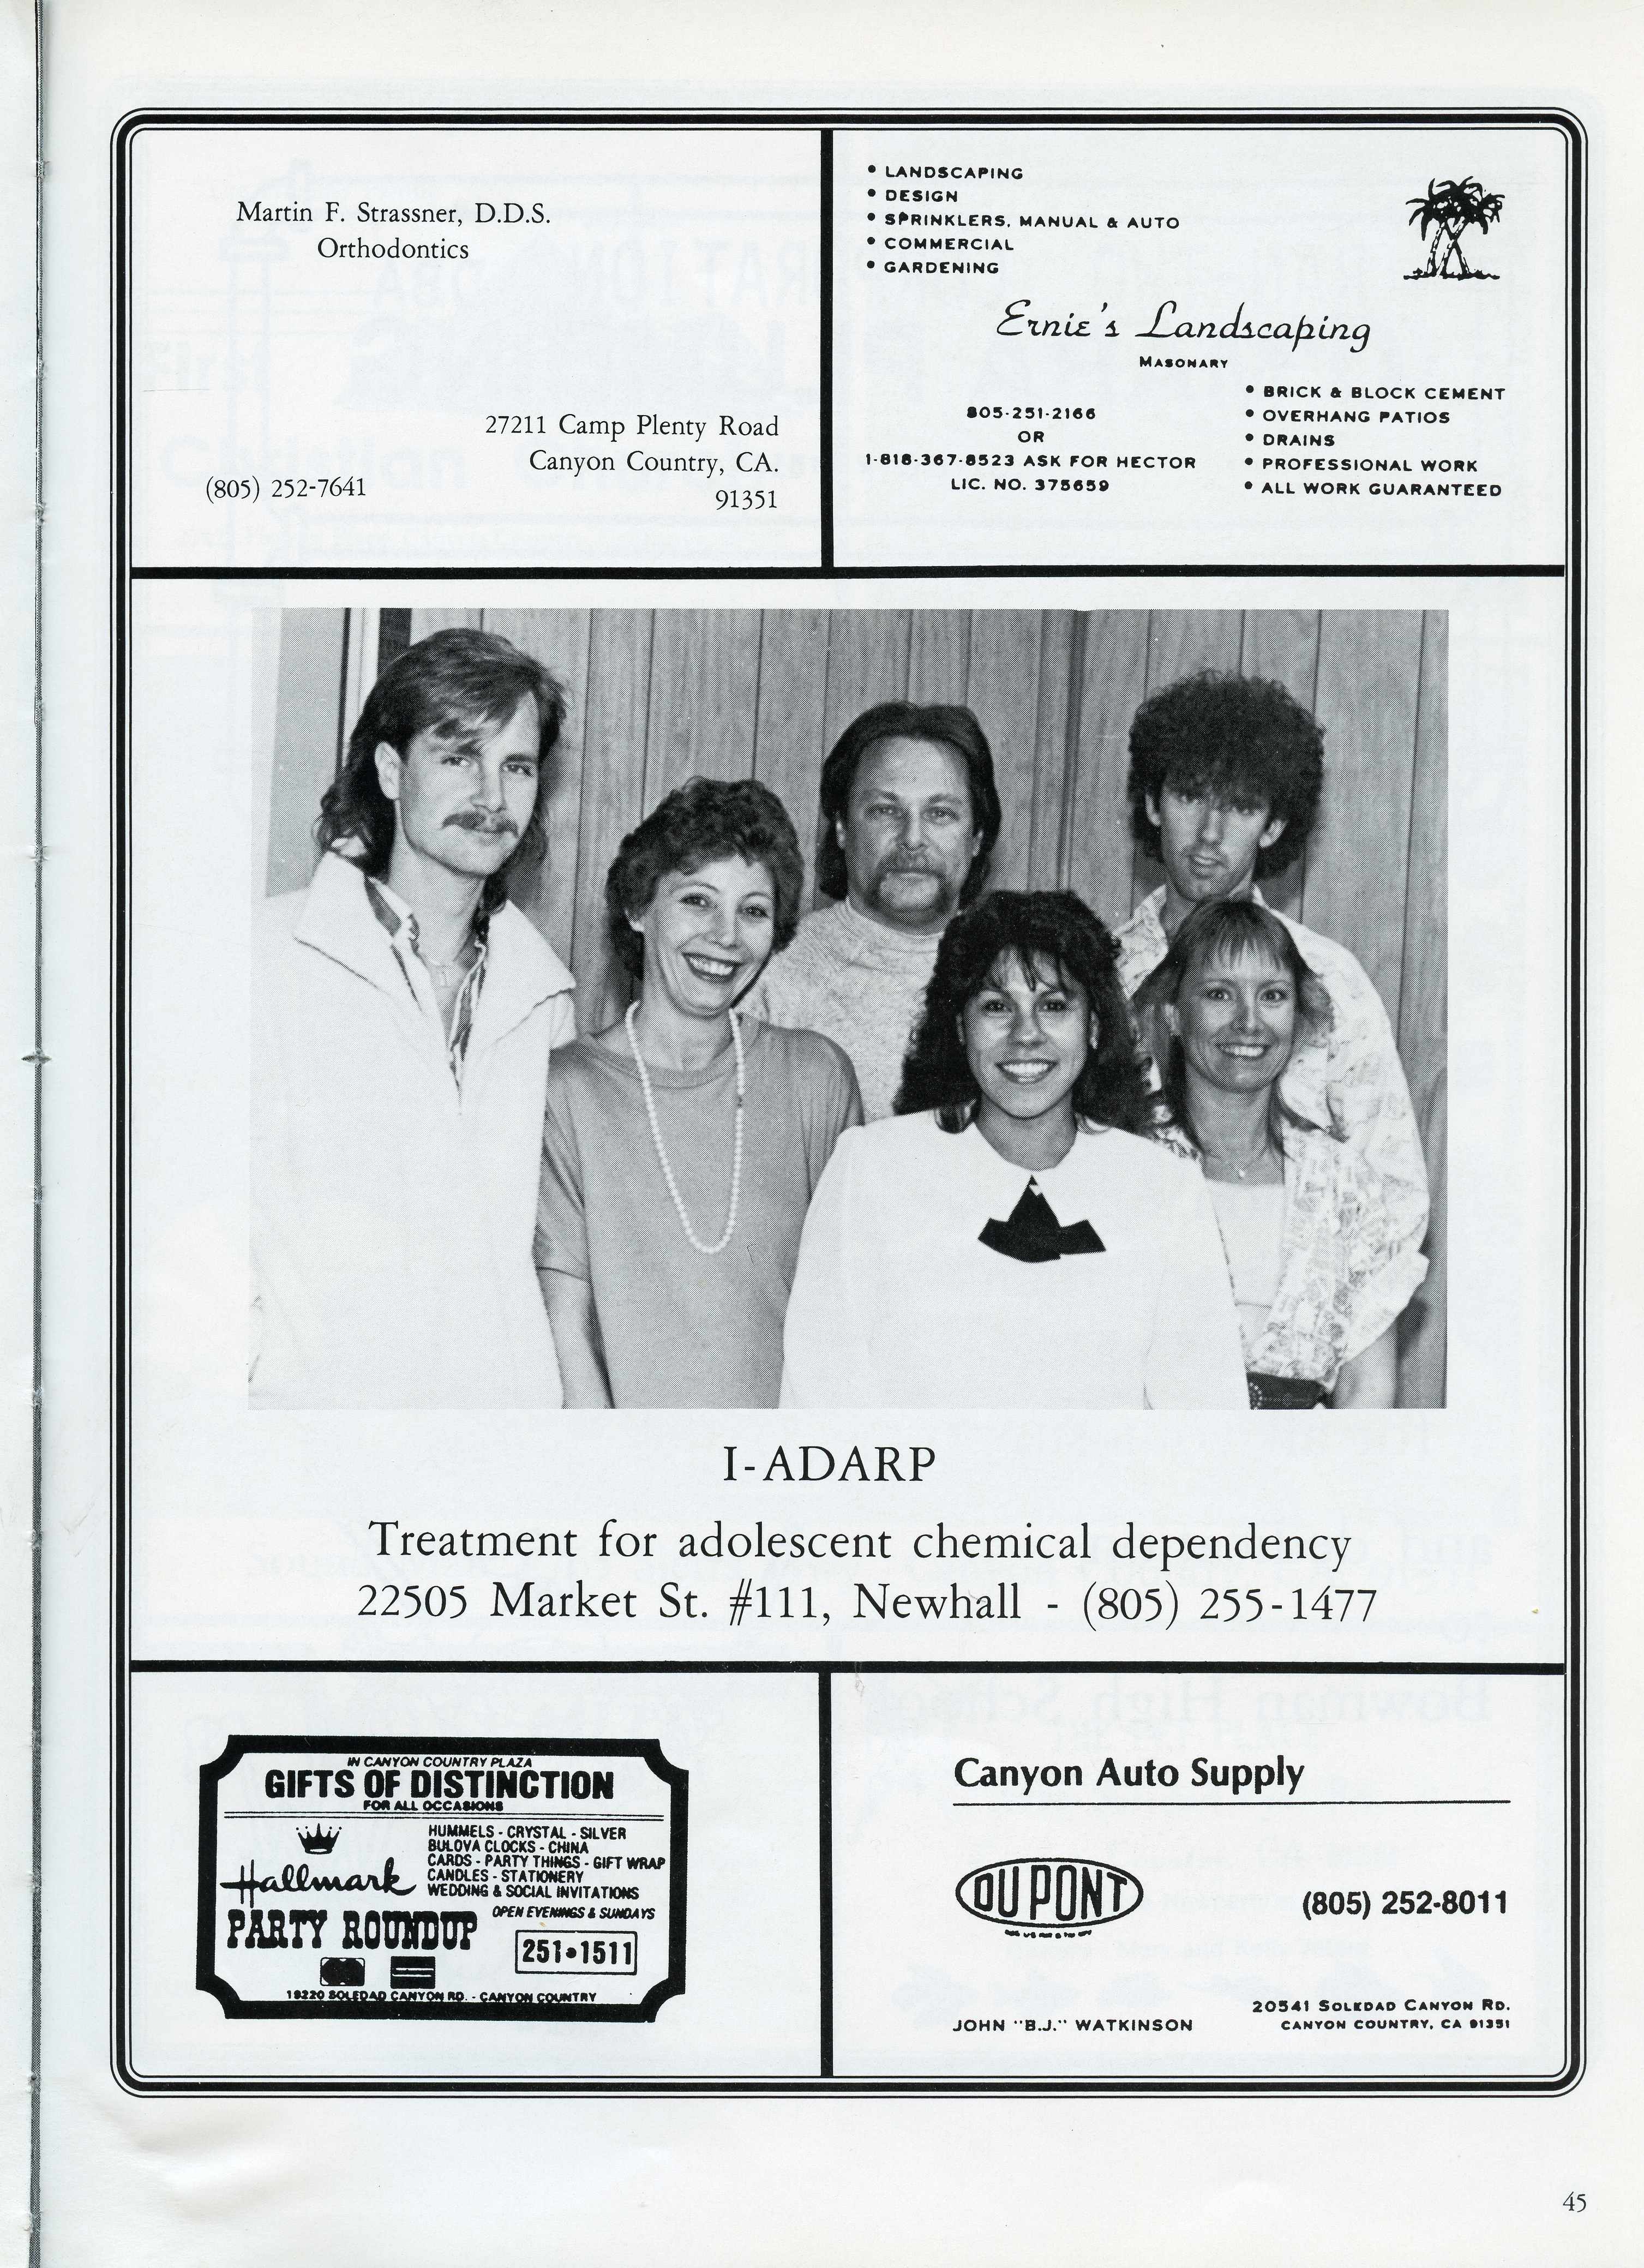 Martin F. Strassner, D.D.S.
Orthodontics
27211 Camp Plenty Road
Canyon Country, CA.
(805) 252-7641
91351
• LANDSCAPING
• DESIGN
• SPRINKLERS, MANUAL & AUTO
• COMMERCIAL
• GARDENING
Ernie's Landscaping
MASONARY
805-251-2166
OR
1-818-367-8523 ASK FOR HECTOR
LIC. NO. 375659
• BRICK & BLOCK CEMENT
• OVERHANG PATIOS
• DRAINS
• PROFESSIONAL WORK
• ALL WORK GUARANTEED
I-ADARP
Treatment for adolescent chemical dependency
22505 Market St. #111, Newhall - (805) 255-1477
IN CANYON COUNTRY PLAZA
GIFTS OF DISTINCTION
FOR ALL OCCASIONS
HUMMELS - CRYSTAL - SILVER
BULOVA CLOCKS - CHINA
CARDS - PARTY THINGS - GIFT WRAP
CANDLES - STATIONERY
WEDDING & SOCIAL INVITATIONS
Hallmark
OPEN EVENINGS & SUNDAYS
PARTY ROUNDUP
251•1511
SOLEDAD CANYON RD. - CANYON COUNTRY
Canyon Auto Supply
DU PONT
(805) 252-8011
JOHN "B.J." WATKINSON
20541 SOLEDAD CANYON RD.
CANYON COUNTRY, CA 91351
45